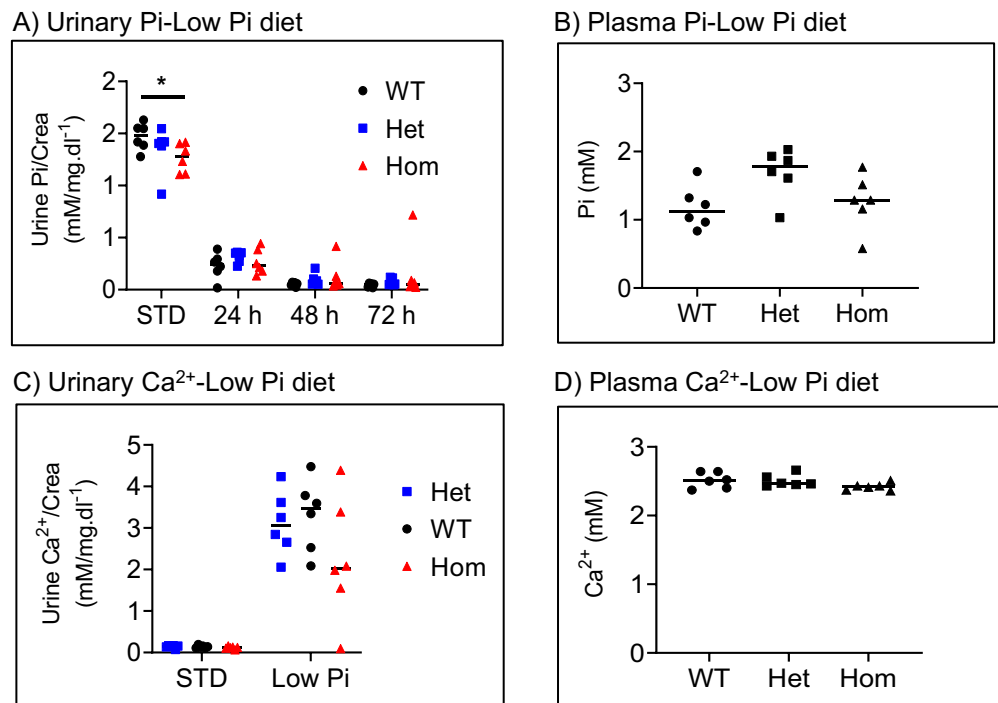 A) Urinary Pi-Low Pi diet
Urine Pi/Crea
(mM/mg.dl⁻¹)
2
2
1
1
0
*
WT
Het
Hom
STD 24 h 48 h 72 h
B) Plasma Pi-Low Pi diet
Pi (mM)
3
2
1
0
WT Het Hom
C) Urinary Ca²⁺-Low Pi diet
Urine Ca²⁺/Crea
(mM/mg.dl⁻¹)
5
4
3
2
1
0
Het
WT
Hom
STD Low Pi
D) Plasma Ca²⁺-Low Pi diet
Ca²⁺ (mM)
3
2
1
0
WT Het Hom